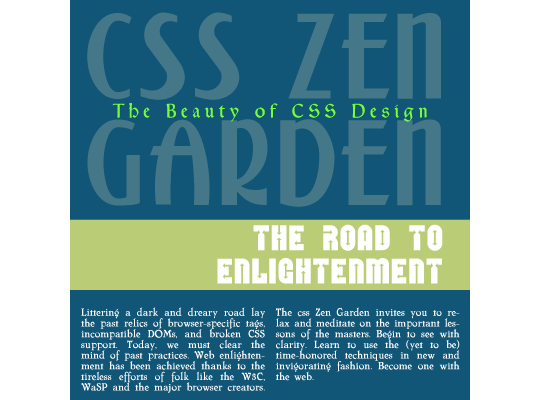 CSS ZEN
GARDEN
The Beauty of CSS Design
THE ROAD TO
ENLIGHTENMENT
Littering a dark and dreary road lay
the past relics of browser-specific tags,
incompatible DOMs, and broken CSS
support. Today, we must clear the
mind of past practices. Web enlighten-
ment has been achieved thanks to the
tireless efforts of folk like the W3C,
WaSP and the major browser creators.
The css Zen Garden invites you to re-
lax and meditate on the important les-
sons of the masters. Begin to see with
clarity. Learn to use the (yet to be)
time-honored techniques in new and
invigorating fashion. Become one with
the web.